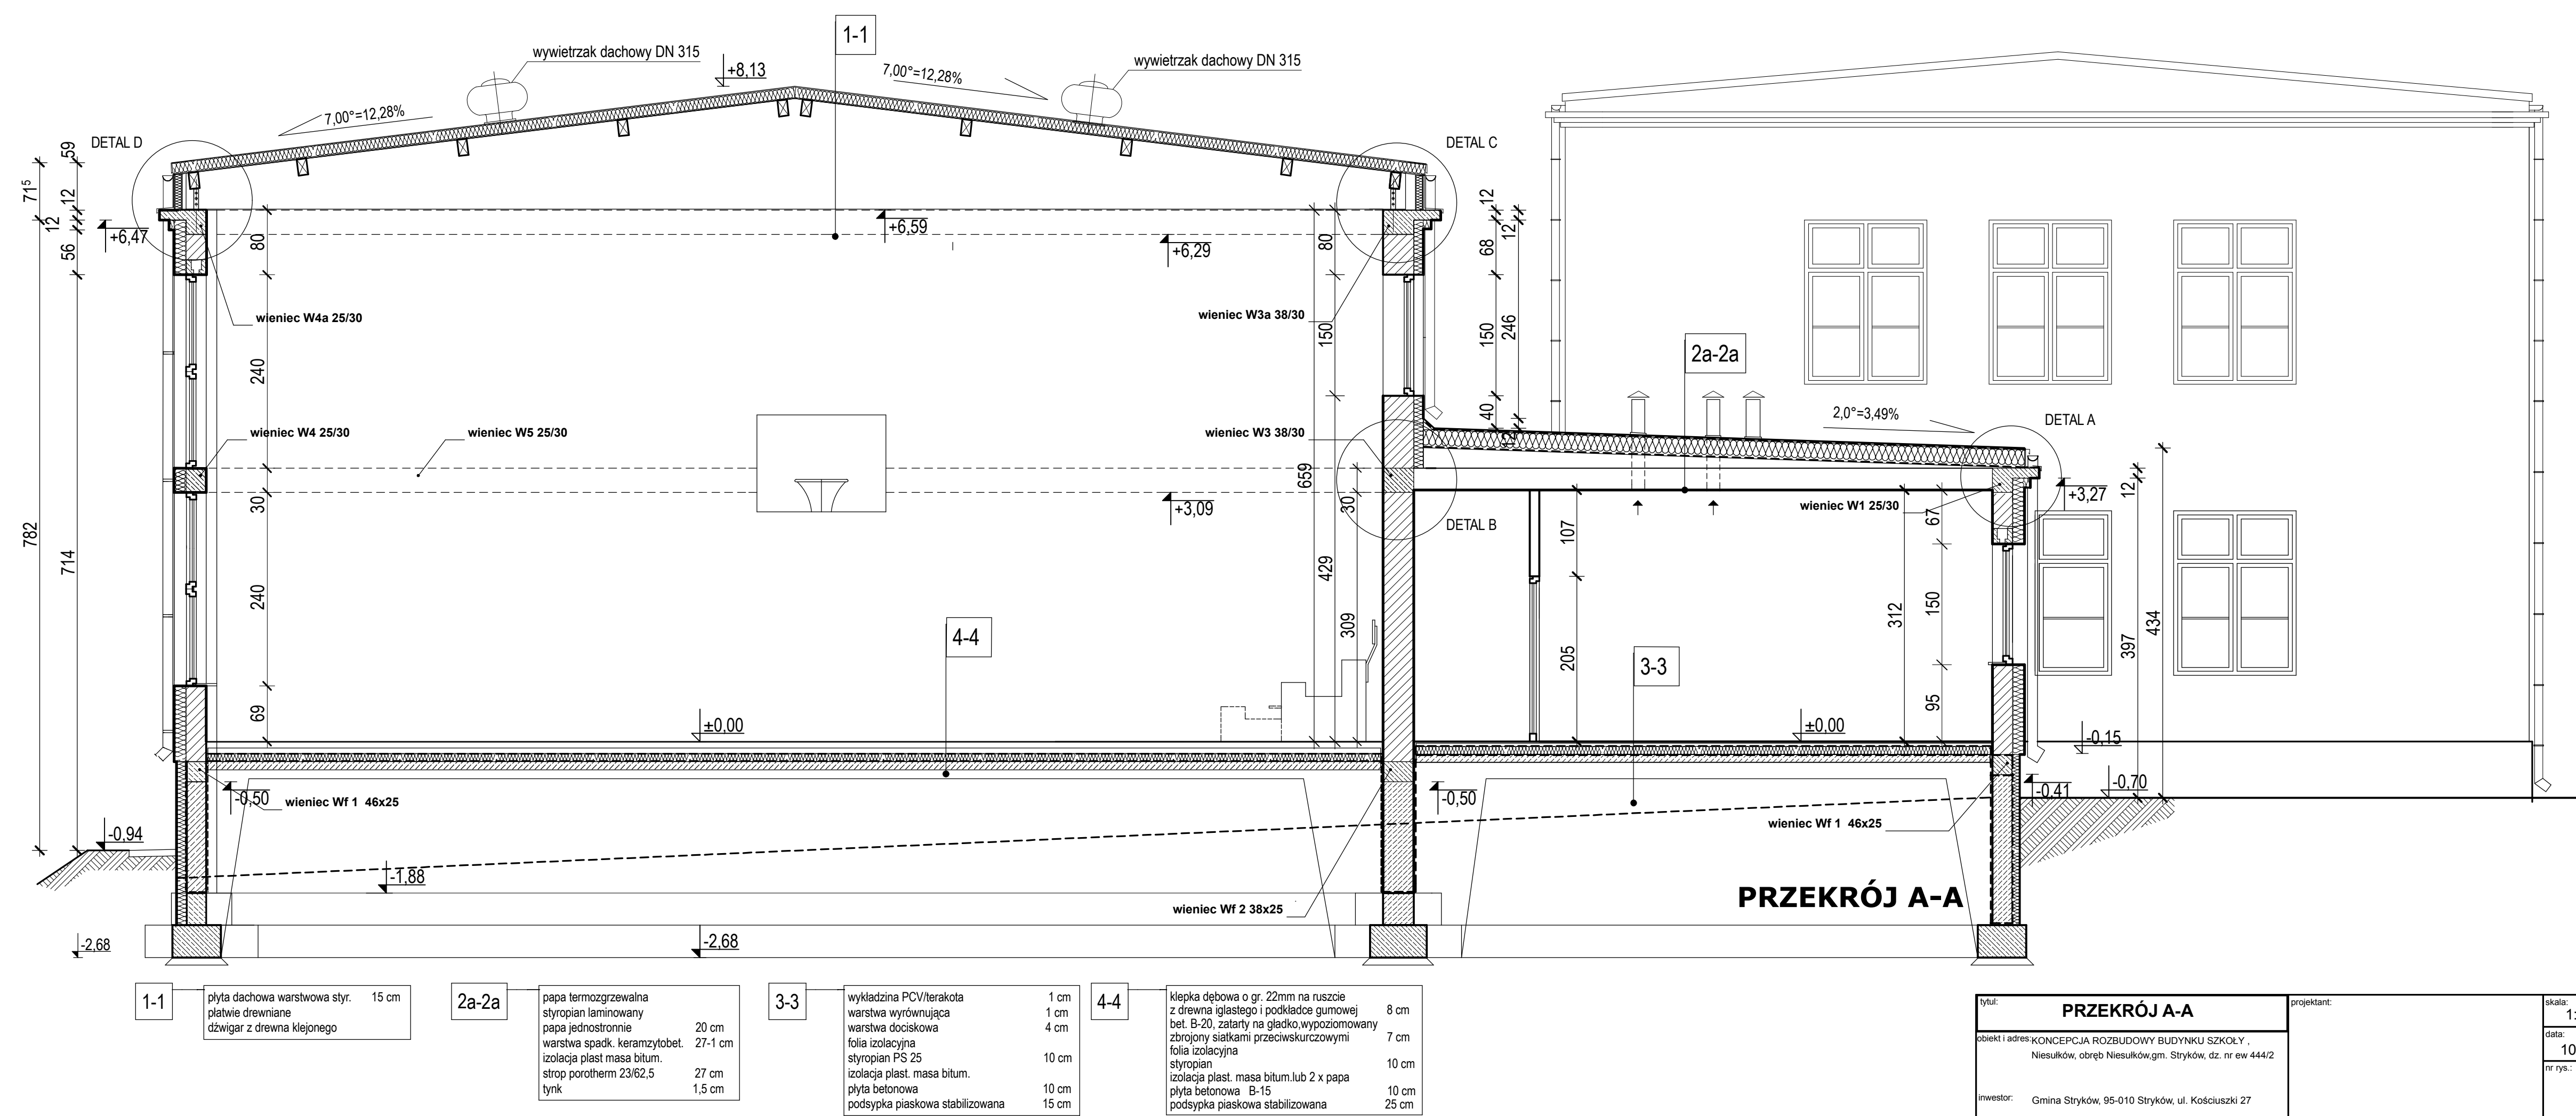 1-1
wywietrzak dachowy DN 315
+8,13
7,00°=12,28%
wywietrzak dachowy DN 315
7,00°=12,28%
DETAL D
DETAL C
59
71⁵
12
12
+6,47
56
80
+6,59
+6,29
80
12
12
68
wieniec W4a 25/30
wieniec W3a 38/30
240
150
150
246
2a-2a
40
12
2,0°=3,49%
DETAL A
wieniec W4 25/30
wieniec W5 25/30
wieniec W3 38/30
659
30
+3,09
30
DETAL B
107
wieniec W1 25/30
67
+3,27
12
782
714
429
240
309
205
312
150
397
434
4-4
3-3
69
±0,00
±0,00
95
-0,15
-0,50
wieniec Wf 1 46x25
-0,50
-0,41
-0,70
wieniec Wf 1 46x25
-0,94
-1,88
wieniec Wf 2 38x25
PRZEKRÓJ A-A
-2,68
-2,68
1-1
płyta dachowa warstwowa styr. 15 cm
płatwie drewniane
dźwigar z drewna klejonego
2a-2a
papa termozgrzewalna
styropian laminowany
papa jednostronnie 20 cm
warstwa spadk. keramzytobet. 27-1 cm
izolacja plast masa bitum.
strop porotherm 23/62,5 27 cm
tynk 1,5 cm
3-3
wykładzina PCV/terakota 1 cm
warstwa wyrównująca 1 cm
warstwa dociskowa 4 cm
folia izolacyjna
styropian PS 25 10 cm
izolacja plast. masa bitum.
płyta betonowa 10 cm
podsypka piaskowa stabilizowana 15 cm
4-4
klepka dębowa o gr. 22mm na ruszcie
z drewna iglastego i podkładce gumowej 8 cm
bet. B-20, zatarty na gładko,wypoziomowany
zbrojony siatkami przeciwskurczowymi 7 cm
folia izolacyjna
styropian 10 cm
izolacja plast. masa bitum.lub 2 x papa
płyta betonowa B-15 10 cm
podsypka piaskowa stabilizowana 25 cm
tytul:
PRZEKRÓJ A-A
projektant:
skala:
1:
obiekt i adres:
KONCEPCJA ROZBUDOWY BUDYNKU SZKOŁY ,
Niesułków, obręb Niesułków,gm. Stryków, dz. nr ew 444/2
data:
10
nr rys.:
inwestor:
Gmina Stryków, 95-010 Stryków, ul. Kościuszki 27